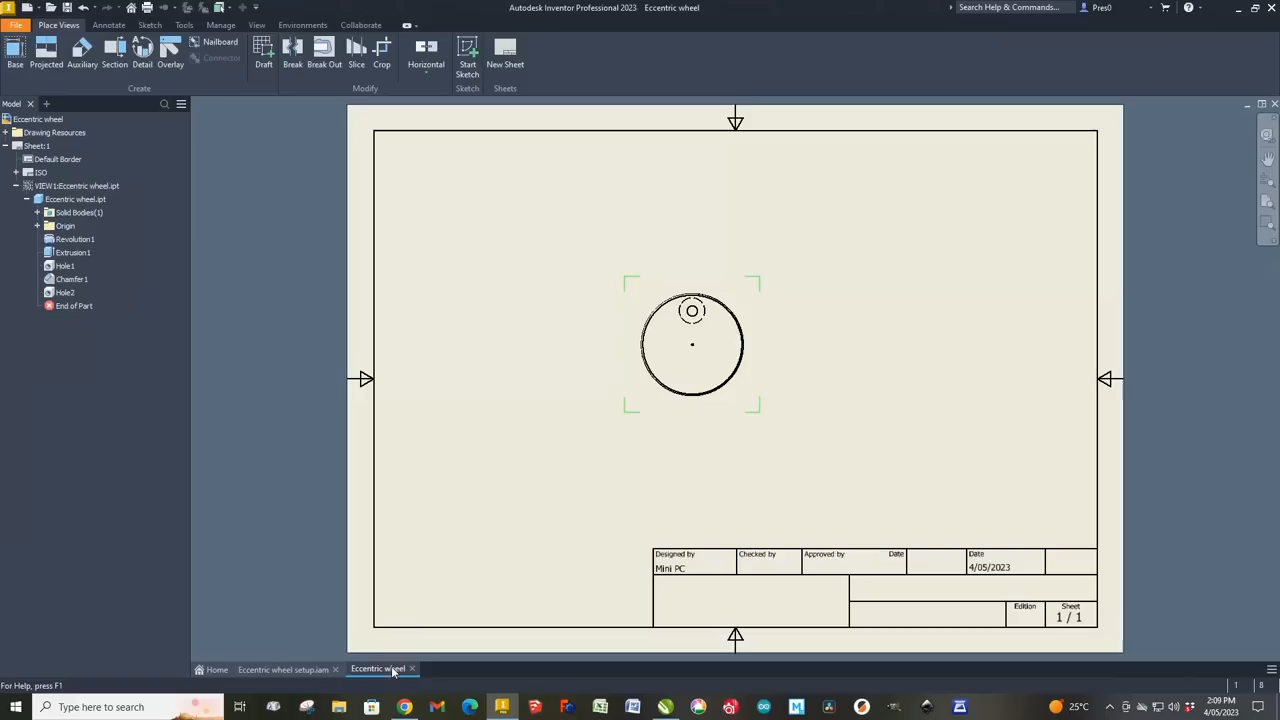 Autodesk Inventor Professional 2023 Eccentric wheel
Search Help & Commands...
Pres0
File Place Views Annotate Sketch Tools Manage View Environments Collaborate
Base Projected Auxiliary Section Detail Overlay
Nailboard
Connector
Draft
Break Break Out Slice Crop
Horizontal
Start Sketch
New Sheet
Create Modify Sketch Sheets
Model
Eccentric wheel
Drawing Resources
Sheet:1
Default Border
ISO
VIEW1:Eccentric wheel.ipt
Eccentric wheel.ipt
Solid Bodies(1)
Origin
Revolution1
Extrusion1
Hole1
Chamfer1
Hole2
End of Part
Designed by Checked by Approved by Date Date
Mini PC 4/05/2023
Edition Sheet
1 / 1
Home Eccentric wheel setup.iam Eccentric wheel
For Help, press F1
1 8
Type here to search
25°C
2:09 PM
4/05/2023